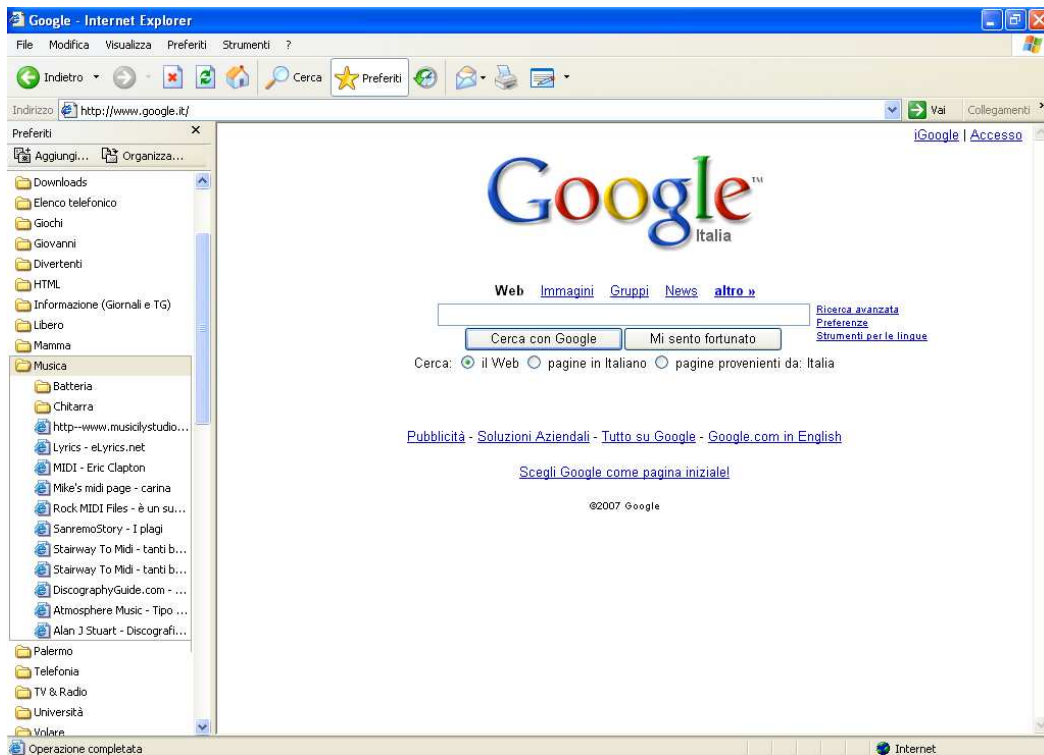 Google - Internet Explorer
File Modifica Visualizza Preferiti Strumenti ?
Indietro Cerca Preferiti
Indirizzo http://www.google.it/ Vai Collegamenti
Preferiti
Aggiungi... Organizza...
Downloads
Elenco telefonico
Giochi
Giovanni
Divertenti
HTML
Informazione (Giornali e TG)
Libero
Mamma
Musica
Batteria
Chitarra
http--www.musicilystudio...
Lyrics - eLyrics.net
MIDI - Eric Clapton
Mike's midi page - carina
Rock MIDI Files - è un su...
SanremoStory - I plagi
Stairway To Midi - tanti b...
Stairway To Midi - tanti b...
DiscographyGuide.com - ...
Atmosphere Music - Tipo ...
Alan J Stuart - Discografi...
Palermo
Telefonia
TV & Radio
Università
Volare
iGoogle | Accesso
Google™
Italia
Web Immagini Gruppi News altro »
Ricerca avanzata
Preferenze
Strumenti per le lingue
Cerca con Google Mi sento fortunato
Cerca: il Web pagine in Italiano pagine provenienti da: Italia
Pubblicità - Soluzioni Aziendali - Tutto su Google - Google.com in English
Scegli Google come pagina iniziale!
©2007 Google
Operazione completata Internet